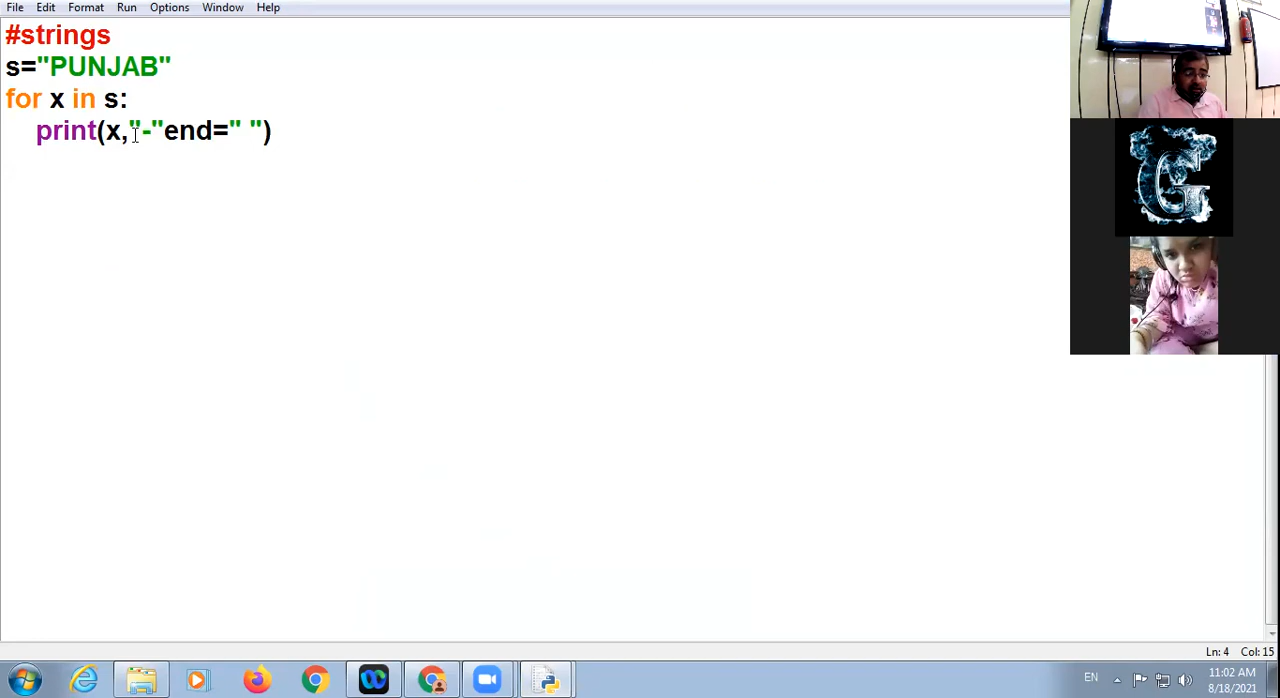 File Edit Format Run Options Window Help
#strings
s="PUNJAB"
for x in s:
    print(x,"-"end=" ")
G
Ln: 4 Col: 15
EN 11:02 AM
8/18/2021